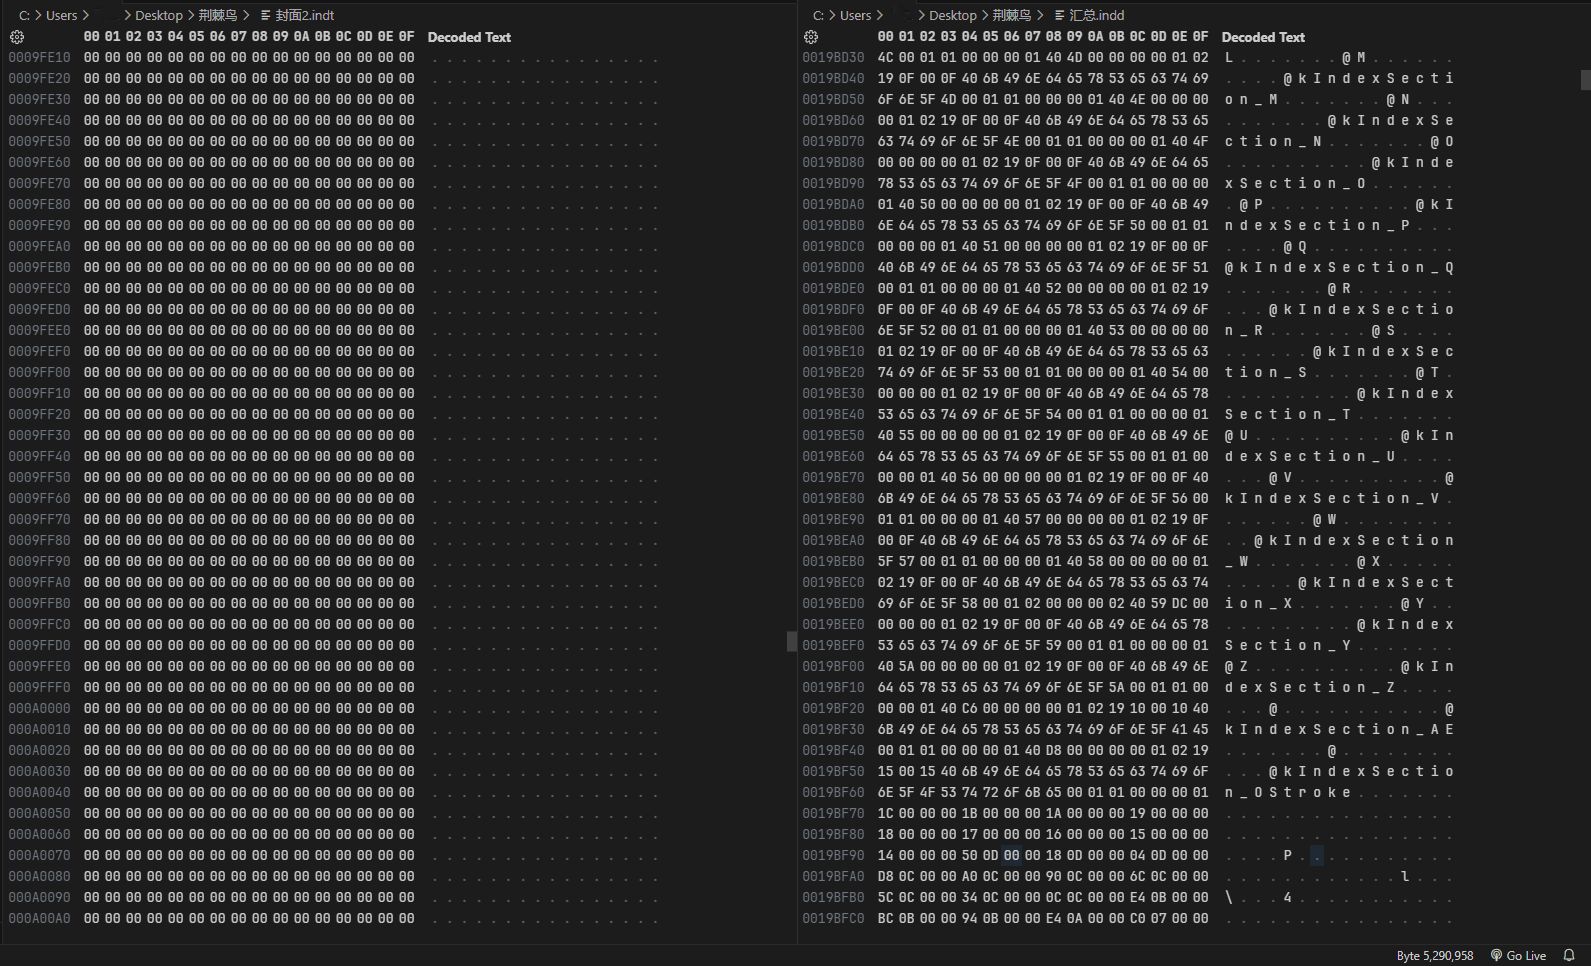 C: > Users > > Desktop > 荆棘鸟 > 封面2.indt
00 01 02 03 04 05 06 07 08 09 0A 0B 0C 0D 0E 0F Decoded Text
0009FE10 00 00 00 00 00 00 00 00 00 00 00 00 00 00 00 00 . . . . . . . . . . . . . . . .
0009FE20 00 00 00 00 00 00 00 00 00 00 00 00 00 00 00 00 . . . . . . . . . . . . . . . .
0009FE30 00 00 00 00 00 00 00 00 00 00 00 00 00 00 00 00 . . . . . . . . . . . . . . . .
0009FE40 00 00 00 00 00 00 00 00 00 00 00 00 00 00 00 00 . . . . . . . . . . . . . . . .
0009FE50 00 00 00 00 00 00 00 00 00 00 00 00 00 00 00 00 . . . . . . . . . . . . . . . .
0009FE60 00 00 00 00 00 00 00 00 00 00 00 00 00 00 00 00 . . . . . . . . . . . . . . . .
0009FE70 00 00 00 00 00 00 00 00 00 00 00 00 00 00 00 00 . . . . . . . . . . . . . . . .
0009FE80 00 00 00 00 00 00 00 00 00 00 00 00 00 00 00 00 . . . . . . . . . . . . . . . .
0009FE90 00 00 00 00 00 00 00 00 00 00 00 00 00 00 00 00 . . . . . . . . . . . . . . . .
0009FEA0 00 00 00 00 00 00 00 00 00 00 00 00 00 00 00 00 . . . . . . . . . . . . . . . .
0009FEB0 00 00 00 00 00 00 00 00 00 00 00 00 00 00 00 00 . . . . . . . . . . . . . . . .
0009FEC0 00 00 00 00 00 00 00 00 00 00 00 00 00 00 00 00 . . . . . . . . . . . . . . . .
0009FED0 00 00 00 00 00 00 00 00 00 00 00 00 00 00 00 00 . . . . . . . . . . . . . . . .
0009FEE0 00 00 00 00 00 00 00 00 00 00 00 00 00 00 00 00 . . . . . . . . . . . . . . . .
0009FEF0 00 00 00 00 00 00 00 00 00 00 00 00 00 00 00 00 . . . . . . . . . . . . . . . .
0009FF00 00 00 00 00 00 00 00 00 00 00 00 00 00 00 00 00 . . . . . . . . . . . . . . . .
0009FF10 00 00 00 00 00 00 00 00 00 00 00 00 00 00 00 00 . . . . . . . . . . . . . . . .
0009FF20 00 00 00 00 00 00 00 00 00 00 00 00 00 00 00 00 . . . . . . . . . . . . . . . .
0009FF30 00 00 00 00 00 00 00 00 00 00 00 00 00 00 00 00 . . . . . . . . . . . . . . . .
0009FF40 00 00 00 00 00 00 00 00 00 00 00 00 00 00 00 00 . . . . . . . . . . . . . . . .
0009FF50 00 00 00 00 00 00 00 00 00 00 00 00 00 00 00 00 . . . . . . . . . . . . . . . .
0009FF60 00 00 00 00 00 00 00 00 00 00 00 00 00 00 00 00 . . . . . . . . . . . . . . . .
0009FF70 00 00 00 00 00 00 00 00 00 00 00 00 00 00 00 00 . . . . . . . . . . . . . . . .
0009FF80 00 00 00 00 00 00 00 00 00 00 00 00 00 00 00 00 . . . . . . . . . . . . . . . .
0009FF90 00 00 00 00 00 00 00 00 00 00 00 00 00 00 00 00 . . . . . . . . . . . . . . . .
0009FFA0 00 00 00 00 00 00 00 00 00 00 00 00 00 00 00 00 . . . . . . . . . . . . . . . .
0009FFB0 00 00 00 00 00 00 00 00 00 00 00 00 00 00 00 00 . . . . . . . . . . . . . . . .
0009FFC0 00 00 00 00 00 00 00 00 00 00 00 00 00 00 00 00 . . . . . . . . . . . . . . . .
0009FFD0 00 00 00 00 00 00 00 00 00 00 00 00 00 00 00 00 . . . . . . . . . . . . . . . .
0009FFE0 00 00 00 00 00 00 00 00 00 00 00 00 00 00 00 00 . . . . . . . . . . . . . . . .
0009FFF0 00 00 00 00 00 00 00 00 00 00 00 00 00 00 00 00 . . . . . . . . . . . . . . . .
000A0000 00 00 00 00 00 00 00 00 00 00 00 00 00 00 00 00 . . . . . . . . . . . . . . . .
000A0010 00 00 00 00 00 00 00 00 00 00 00 00 00 00 00 00 . . . . . . . . . . . . . . . .
000A0020 00 00 00 00 00 00 00 00 00 00 00 00 00 00 00 00 . . . . . . . . . . . . . . . .
000A0030 00 00 00 00 00 00 00 00 00 00 00 00 00 00 00 00 . . . . . . . . . . . . . . . .
000A0040 00 00 00 00 00 00 00 00 00 00 00 00 00 00 00 00 . . . . . . . . . . . . . . . .
000A0050 00 00 00 00 00 00 00 00 00 00 00 00 00 00 00 00 . . . . . . . . . . . . . . . .
000A0060 00 00 00 00 00 00 00 00 00 00 00 00 00 00 00 00 . . . . . . . . . . . . . . . .
000A0070 00 00 00 00 00 00 00 00 00 00 00 00 00 00 00 00 . . . . . . . . . . . . . . . .
000A0080 00 00 00 00 00 00 00 00 00 00 00 00 00 00 00 00 . . . . . . . . . . . . . . . .
000A0090 00 00 00 00 00 00 00 00 00 00 00 00 00 00 00 00 . . . . . . . . . . . . . . . .
000A00A0 00 00 00 00 00 00 00 00 00 00 00 00 00 00 00 00 . . . . . . . . . . . . . . . .
C: > Users > > Desktop > 荆棘鸟 > 汇总.indd
00 01 02 03 04 05 06 07 08 09 0A 0B 0C 0D 0E 0F Decoded Text
0019BD30 4C 00 01 01 00 00 00 01 40 4D 00 00 00 00 01 02 L . . . . . . . @ M . . . . . .
0019BD40 19 0F 00 0F 40 6B 49 6E 64 65 78 53 65 63 74 69 . . . . @ k I n d e x S e c t i
0019BD50 6F 6E 5F 4D 00 01 01 00 00 00 01 40 4E 00 00 00 o n _ M . . . . . . . @ N . . .
0019BD60 00 01 02 19 0F 00 0F 40 6B 49 6E 64 65 78 53 65 . . . . . . . @ k I n d e x S e
0019BD70 63 74 69 6F 6E 5F 4E 00 01 01 00 00 00 01 40 4F c t i o n _ N . . . . . . . @ O
0019BD80 00 00 00 00 01 02 19 0F 00 0F 40 6B 49 6E 64 65 . . . . . . . . . . @ k I n d e
0019BD90 78 53 65 63 74 69 6F 6E 5F 4F 00 01 01 00 00 00 x S e c t i o n _ O . . . . . .
0019BDA0 01 40 50 00 00 00 00 01 02 19 0F 00 0F 40 6B 49 . @ P . . . . . . . . . . @ k I
0019BDB0 6E 64 65 78 53 65 63 74 69 6F 6E 5F 50 00 01 01 n d e x S e c t i o n _ P . . .
0019BDC0 00 00 00 01 40 51 00 00 00 00 01 02 19 0F 00 0F . . . . @ Q . . . . . . . . . .
0019BDD0 40 6B 49 6E 64 65 78 53 65 63 74 69 6F 6E 5F 51 @ k I n d e x S e c t i o n _ Q
0019BDE0 00 01 01 00 00 00 01 40 52 00 00 00 00 01 02 19 . . . . . . . @ R . . . . . . .
0019BDF0 0F 00 0F 40 6B 49 6E 64 65 78 53 65 63 74 69 6F . . . @ k I n d e x S e c t i o
0019BE00 6E 5F 52 00 01 01 00 00 00 01 40 53 00 00 00 00 n _ R . . . . . . . @ S . . . .
0019BE10 01 02 19 0F 00 0F 40 6B 49 6E 64 65 78 53 65 63 . . . . . . @ k I n d e x S e c
0019BE20 74 69 6F 6E 5F 53 00 01 01 00 00 00 01 40 54 00 t i o n _ S . . . . . . . @ T .
0019BE30 00 00 00 01 02 19 0F 00 0F 40 6B 49 6E 64 65 78 . . . . . . . . . @ k I n d e x
0019BE40 53 65 63 74 69 6F 6E 5F 54 00 01 01 00 00 00 01 S e c t i o n _ T . . . . . . .
0019BE50 40 55 00 00 00 00 01 02 19 0F 00 0F 40 6B 49 6E @ U . . . . . . . . . . @ k I n
0019BE60 64 65 78 53 65 63 74 69 6F 6E 5F 55 00 01 01 00 d e x S e c t i o n _ U . . . .
0019BE70 00 00 01 40 56 00 00 00 00 01 02 19 0F 00 0F 40 . . . @ V . . . . . . . . . . @
0019BE80 6B 49 6E 64 65 78 53 65 63 74 69 6F 6E 5F 56 00 k I n d e x S e c t i o n _ V .
0019BE90 01 01 00 00 00 01 40 57 00 00 00 00 01 02 19 0F . . . . . . @ W . . . . . . . .
0019BEA0 00 0F 40 6B 49 6E 64 65 78 53 65 63 74 69 6F 6E . . @ k I n d e x S e c t i o n
0019BEB0 5F 57 00 01 01 00 00 00 01 40 58 00 00 00 00 01 _ W . . . . . . . @ X . . . . .
0019BEC0 02 19 0F 00 0F 40 6B 49 6E 64 65 78 53 65 63 74 . . . . . @ k I n d e x S e c t
0019BED0 69 6F 6E 5F 58 00 01 02 00 00 00 02 40 59 DC 00 i o n _ X . . . . . . . @ Y . .
0019BEE0 00 00 00 01 02 19 0F 00 0F 40 6B 49 6E 64 65 78 . . . . . . . . . @ k I n d e x
0019BEF0 53 65 63 74 69 6F 6E 5F 59 00 01 01 00 00 00 01 S e c t i o n _ Y . . . . . . .
0019BF00 40 5A 00 00 00 00 01 02 19 0F 00 0F 40 6B 49 6E @ Z . . . . . . . . . . @ k I n
0019BF10 64 65 78 53 65 63 74 69 6F 6E 5F 5A 00 01 01 00 d e x S e c t i o n _ Z . . . .
0019BF20 00 00 01 40 C6 00 00 00 00 01 02 19 10 00 10 40 . . . @ . . . . . . . . . . . @
0019BF30 6B 49 6E 64 65 78 53 65 63 74 69 6F 6E 5F 41 45 k I n d e x S e c t i o n _ A E
0019BF40 00 01 01 00 00 00 01 40 D8 00 00 00 00 01 02 19 . . . . . . . @ . . . . . . . .
0019BF50 15 00 15 40 6B 49 6E 64 65 78 53 65 63 74 69 6F . . . @ k I n d e x S e c t i o
0019BF60 6E 5F 4F 53 74 72 6F 6B 65 00 01 01 00 00 00 01 n _ O S t r o k e . . . . . . .
0019BF70 1C 00 00 00 1B 00 00 00 1A 00 00 00 19 00 00 00 . . . . . . . . . . . . . . . .
0019BF80 18 00 00 00 17 00 00 00 16 00 00 00 15 00 00 00 . . . . . . . . . . . . . . . .
0019BF90 14 00 00 00 50 0D 00 00 18 0D 00 00 04 0D 00 00 . . . . P . . . . . . . . . . .
0019BFA0 D8 0C 00 00 A0 0C 00 00 90 0C 00 00 6C 0C 00 00 . . . . . . . . . . . . l . . .
0019BFB0 5C 0C 00 00 34 0C 00 00 0C 0C 00 00 E4 0B 00 00 \ . . . 4 . . . . . . . . . . .
0019BFC0 BC 0B 00 00 94 0B 00 00 E4 0A 00 00 C0 07 00 00 . . . . . . . . . . . . . . . .
Byte 5,290,958 Go Live